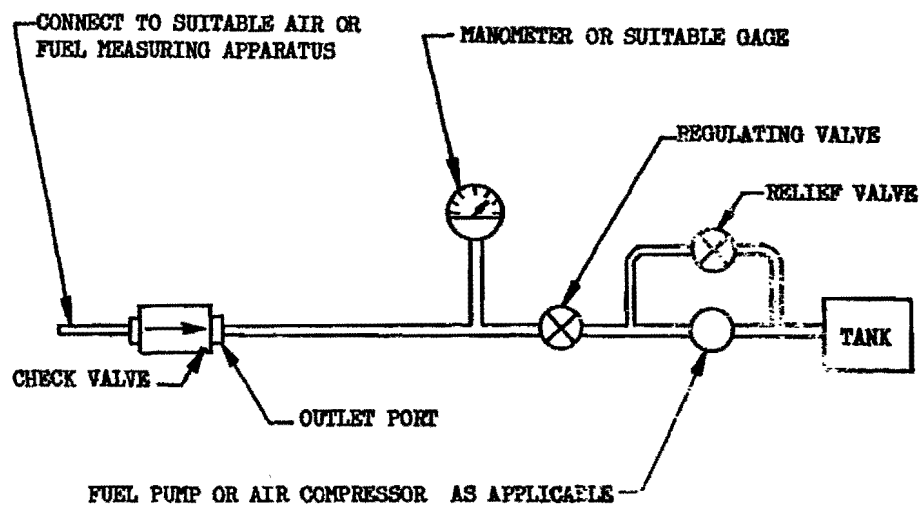 CONNECT TO SUITABLE AIR OR
FUEL MEASURING APPARATUS
MANOMETER OR SUITABLE GAGE
REGULATING VALVE
RELIEF VALVE
TANK
CHECK VALVE
OUTLET PORT
FUEL PUMP OR AIR COMPRESSOR AS APPLICABLE